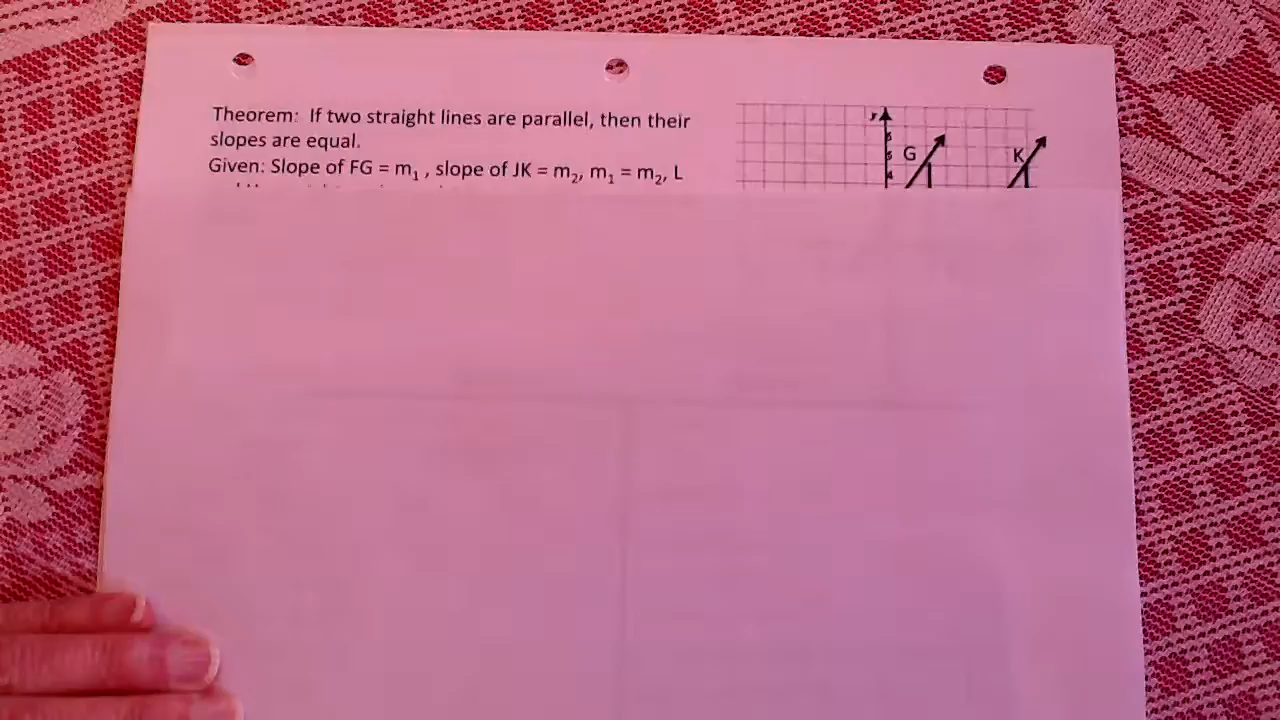 Theorem: If two straight lines are parallel, then their
slopes are equal.
Given: Slope of FG = m₁ , slope of JK = m₂, m₁ = m₂, L
y
G
K